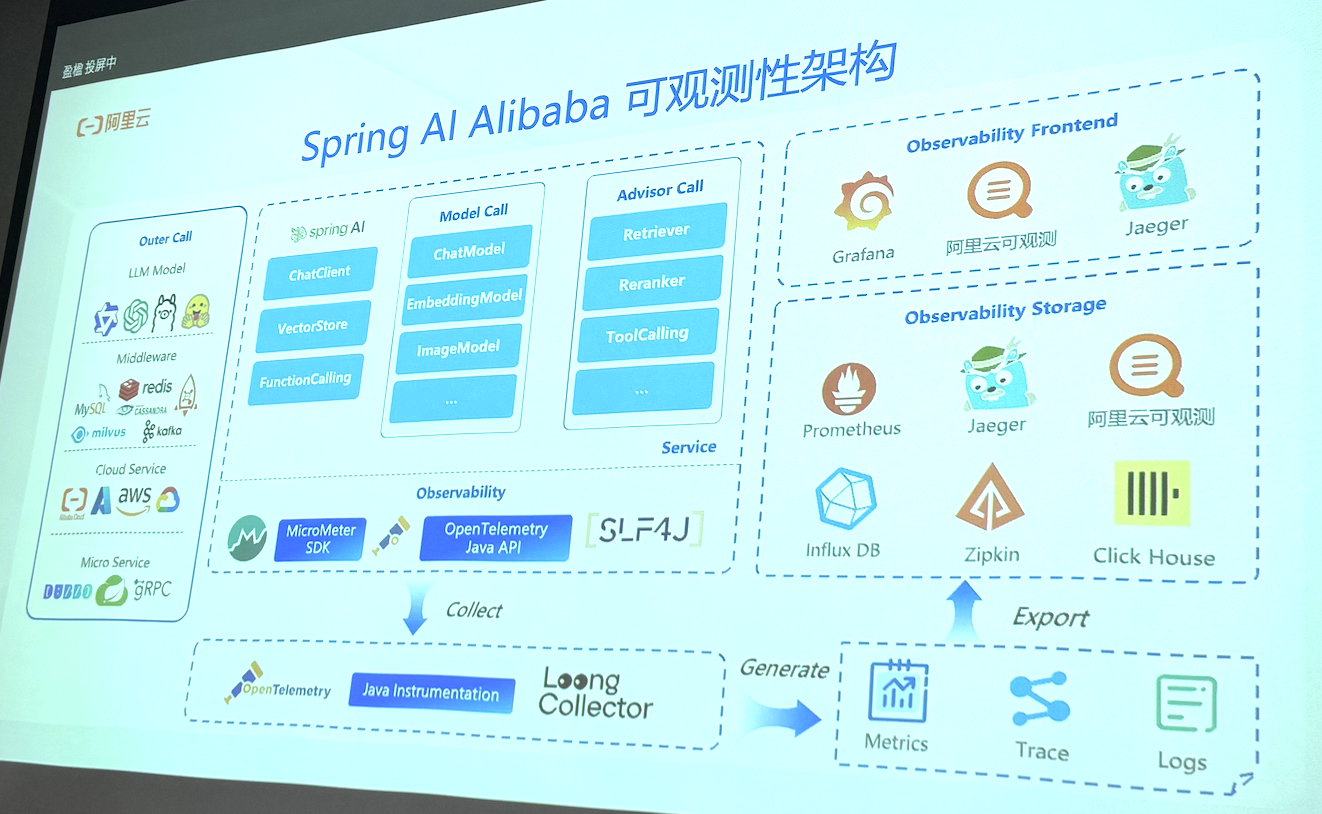 盈楹 投屏中
阿里云
Spring AI Alibaba 可观测性架构
Outer Call
LLM Model
Middleware
MySQL
redis
CASSANDRA
milvus
kafka
Cloud Service
Alibaba Cloud
aws
Micro Service
DUBBO
gRPC
spring AI
ChatClient
VectorStore
FunctionCalling
Model Call
ChatModel
EmbeddingModel
ImageModel
...
Advisor Call
Retriever
Reranker
ToolCalling
...
Service
Observability
MicroMeter
SDK
OpenTelemetry
Java API
[SLF4J]
Collect
OpenTelemetry
Java Instrumentation
Loong
Collector
Generate
Metrics
Trace
Logs
Export
Observability Frontend
Grafana
阿里云可观测
Jaeger
Observability Storage
Prometheus
Jaeger
阿里云可观测
Influx DB
Zipkin
Click House